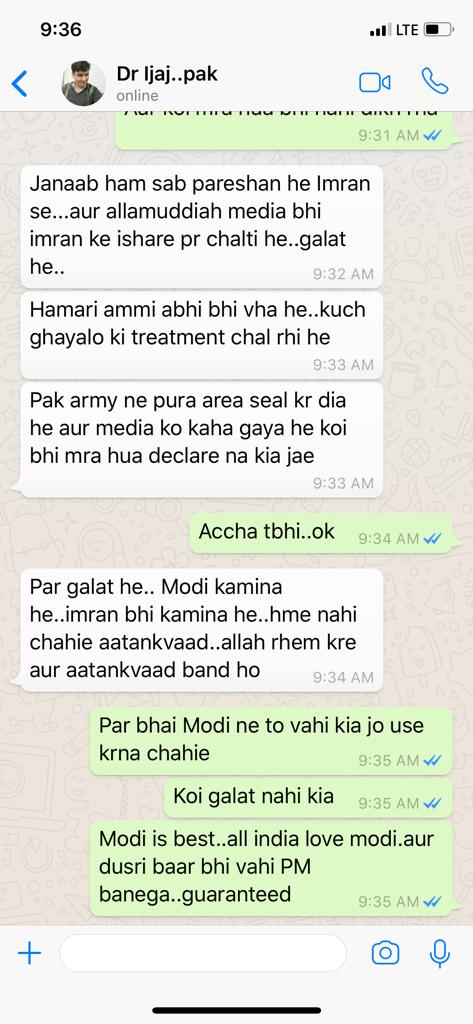 9:36
LTE
Dr Ijaj..pak
online
9:31 AM
Janaab ham sab pareshan he Imran
se...aur allamuddiah media bhi
imran ke ishare pr chalti he..galat
he..
9:32 AM
Hamari ammi abhi bhi vha he..kuch
ghayalo ki treatment chal rhi he
9:33 AM
Pak army ne pura area seal kr dia
he aur media ko kaha gaya he koi
bhi mra hua declare na kia jae
9:33 AM
Accha tbhi..ok
9:34 AM
Par galat he.. Modi kamina
he..imran bhi kamina he..hme nahi
chahie aatankvaad..allah rhem kre
aur aatankvaad band ho
9:34 AM
Par bhai Modi ne to vahi kia jo use
krna chahie
9:35 AM
Koi galat nahi kia
9:35 AM
Modi is best..all india love modi.aur
dusri baar bhi vahi PM
banega..guaranteed
9:35 AM